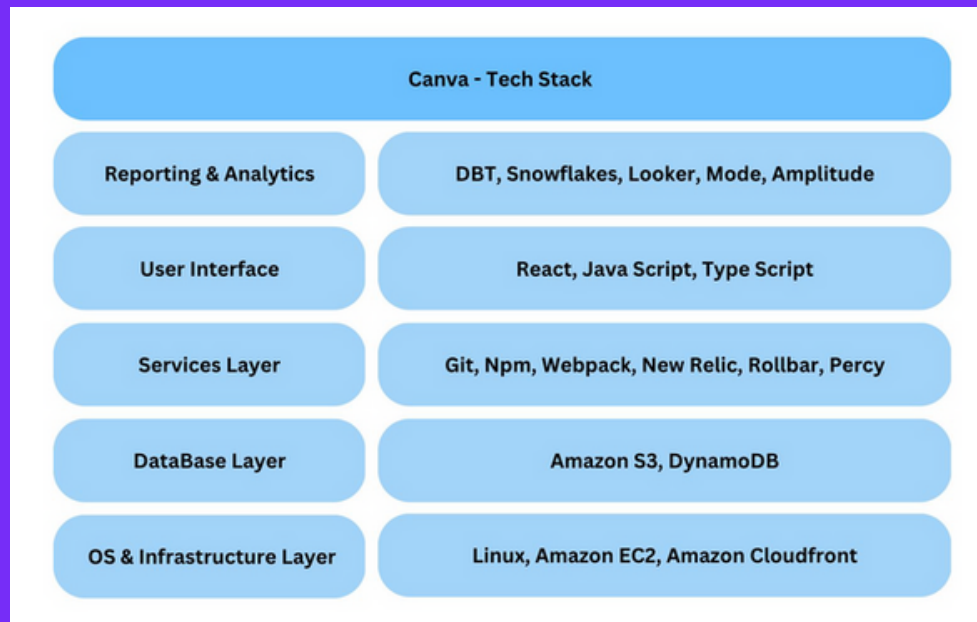 Canva - Tech Stack
Reporting & Analytics
DBT, Snowflakes, Looker, Mode, Amplitude
User Interface
React, Java Script, Type Script
Services Layer
Git, Npm, Webpack, New Relic, Rollbar, Percy
DataBase Layer
Amazon S3, DynamoDB
OS & Infrastructure Layer
Linux, Amazon EC2, Amazon Cloudfront